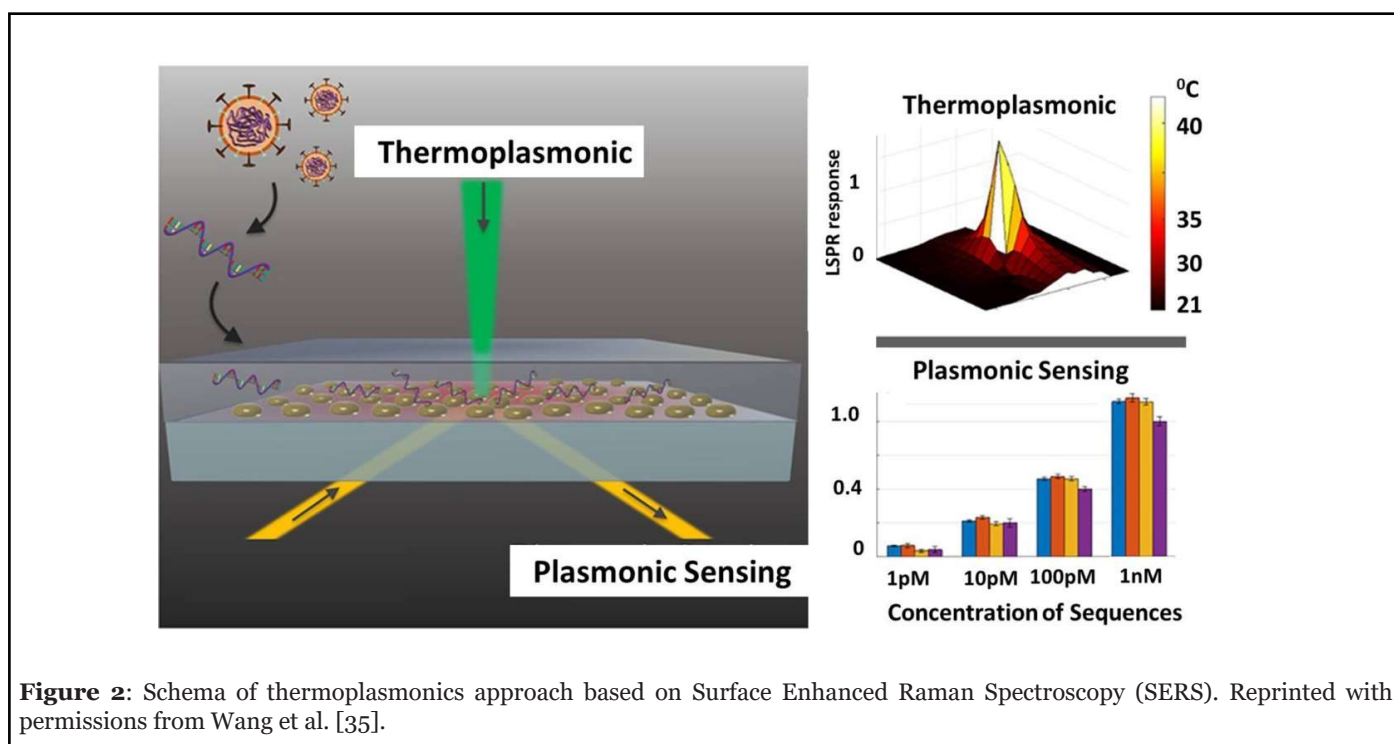 Thermoplasmonic
Plasmonic Sensing
Thermoplasmonic
⁰C
40
35
30
21
LSPR response
1
0
Plasmonic Sensing
1.0
0.4
0
1pM 10pM 100pM 1nM
Concentration of Sequences
Figure 2: Schema of thermoplasmonics approach based on Surface Enhanced Raman Spectroscopy (SERS). Reprinted with
permissions from Wang et al. [35].